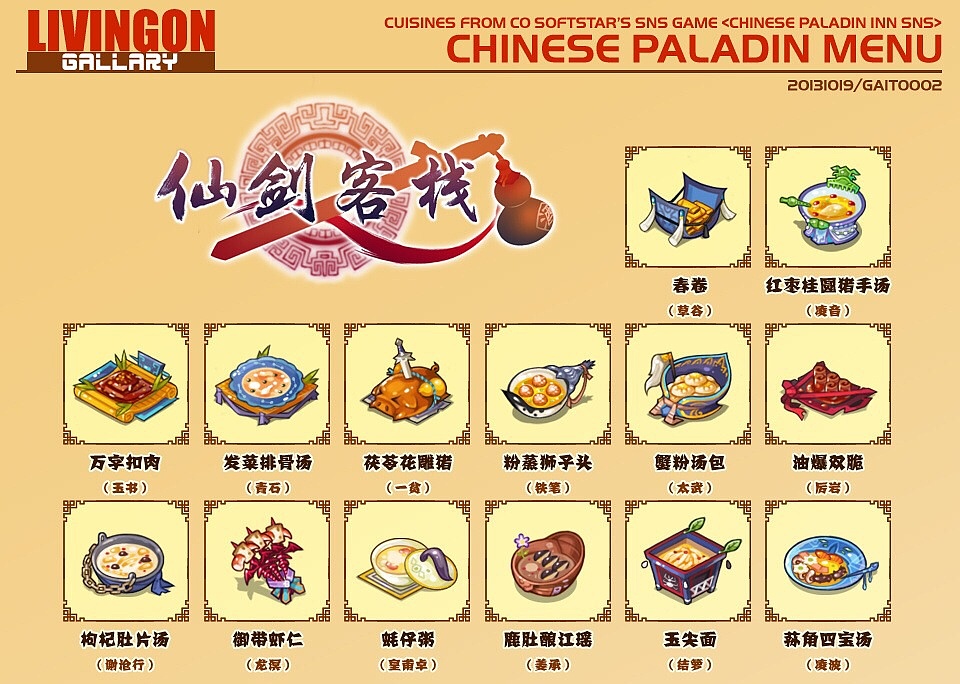 LIVINGON
GALLARY
CUISINES FROM CO SOFTSTAR'S SNS GAME <CHINESE PALADIN INN SNS>
CHINESE PALADIN MENU
20131019/GAITO002
仙剑客栈
春卷
(草谷)
红枣桂圆猪手汤
(凌音)
万字扣肉
(玉书)
发菜排骨汤
(青石)
茯苓花雕猪
(一贫)
粉蒸狮子头
(铁笔)
蟹粉汤包
(太武)
油爆双脆
(厉岩)
枸杞肚片汤
(谢沧行)
御带虾仁
(龙溟)
蚝仔粥
(皇甫卓)
鹿肚酿江瑶
(姜承)
玉尖面
(结萝)
菻角四宝汤
(凌波)